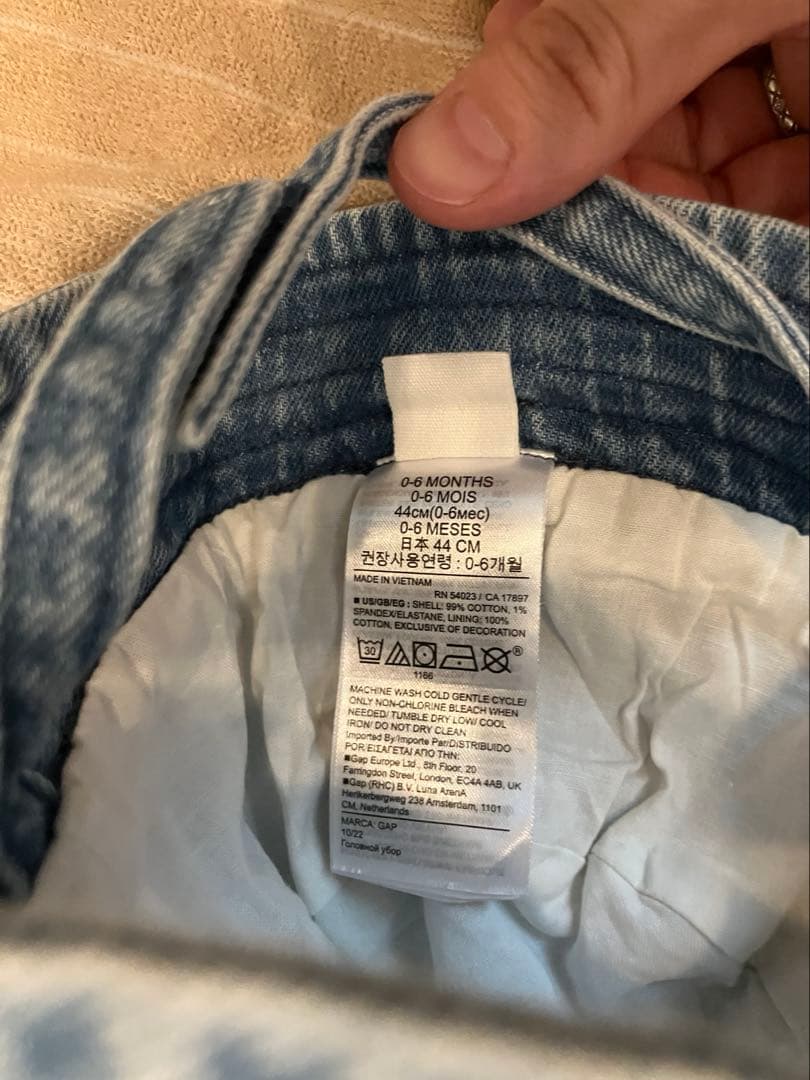 0-6 MONTHS
0-6 MOIS
44см(0-6мес)
0-6 MESES
日本 44 CM
권장사용연령 : 0-6개월
MADE IN VIETNAM
RN 54023 / CA 17897
■ US/GB/EG : SHELL: 99% COTTON, 1%
SPANDEX/ELASTANE, LINING: 100%
COTTON, EXCLUSIVE OF DECORATION
30
®
1166
MACHINE WASH COLD GENTLE CYCLE/
ONLY NON-CHLORINE BLEACH WHEN
NEEDED/ TUMBLE DRY LOW/ COOL
IRON/ DO NOT DRY CLEAN
Imported By/Importe Par/DISTRIBUIDO
POR/ΕΙΣΑΓΕΤΑΙ ΑΠΟ ΤΗΝ:
■Gap Europe Ltd., 8th Floor, 20
Farringdon Street, London, EC4A 4AB, UK
■Gap (RHC) B.V. Luna ArenA
Herikerbergweg 238 Amsterdam, 1101
CM, Netherlands
MARCA: GAP
10/22
Головной убор